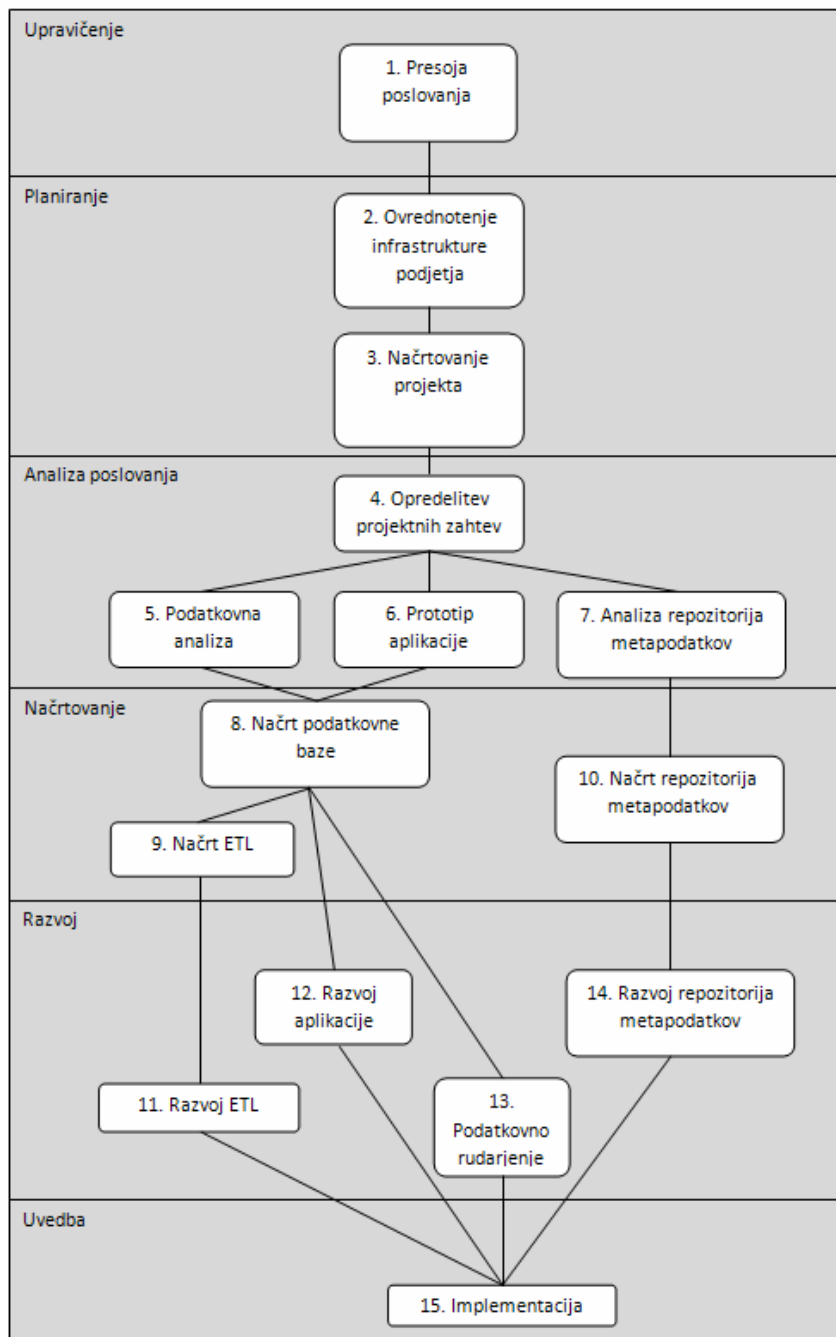 Upravičenje
1. Presoja
poslovanja
Planiranje
2. Ovrednotenje
infrastrukture
podjetja
3. Načrtovanje
projekta
Analiza poslovanja
4. Opredelitev
projektnih zahtev
5. Podatkovna
analiza
6. Prototip
aplikacije
7. Analiza repozitorija
metapodatkov
Načrtovanje
8. Načrt podatkovne
baze
10. Načrt repozitorija
metapodatkov
9. Načrt ETL
Razvoj
12. Razvoj
aplikacije
14. Razvoj repozitorija
metapodatkov
11. Razvoj ETL
13.
Podatkovno
rudarjenje
Uvedba
15. Implementacija